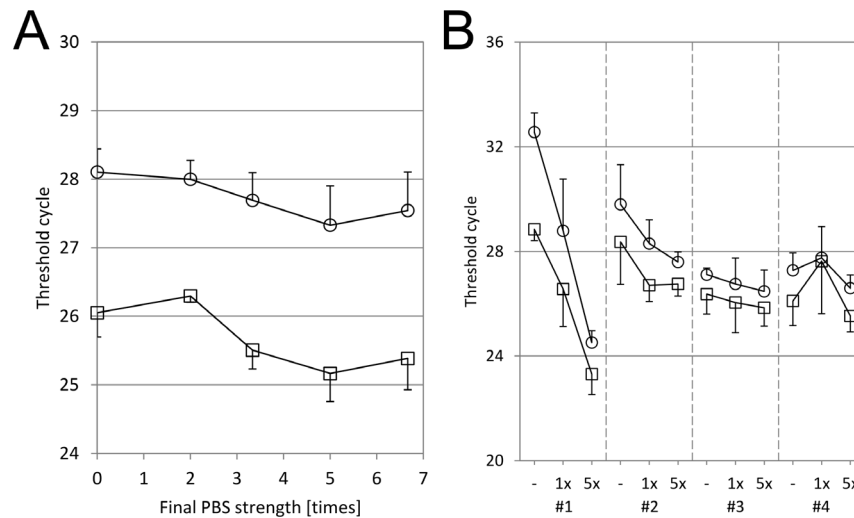 A
30
29
28
27
26
25
24
Threshold cycle
0 1 2 3 4 5 6 7
Final PBS strength [times]
B
36
32
28
24
20
Threshold cycle
- 1x 5x - 1x 5x - 1x 5x - 1x 5x
#1 #2 #3 #4